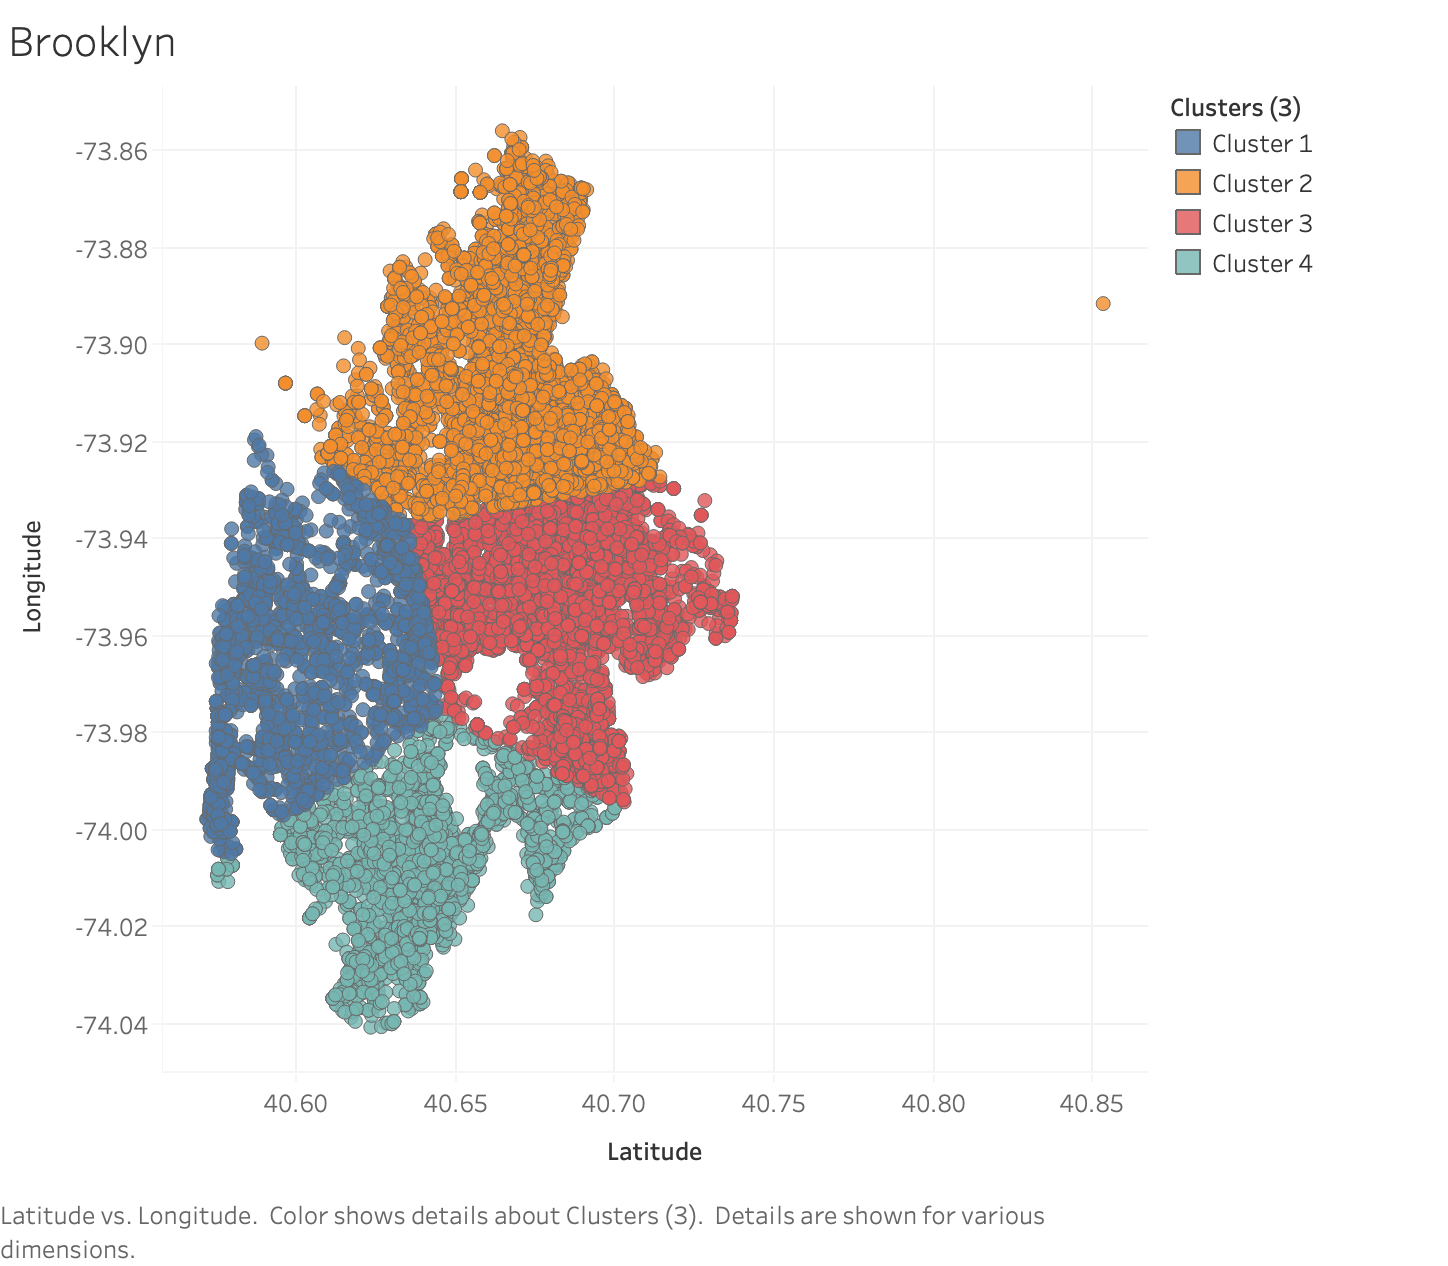 Brooklyn
Clusters (3)
Cluster 1
Cluster 2
Cluster 3
Cluster 4
Longitude
-73.86
-73.88
-73.90
-73.92
-73.94
-73.96
-73.98
-74.00
-74.02
-74.04
40.60 40.65 40.70 40.75 40.80 40.85
Latitude
Latitude vs. Longitude.  Color shows details about Clusters (3).  Details are shown for various
dimensions.